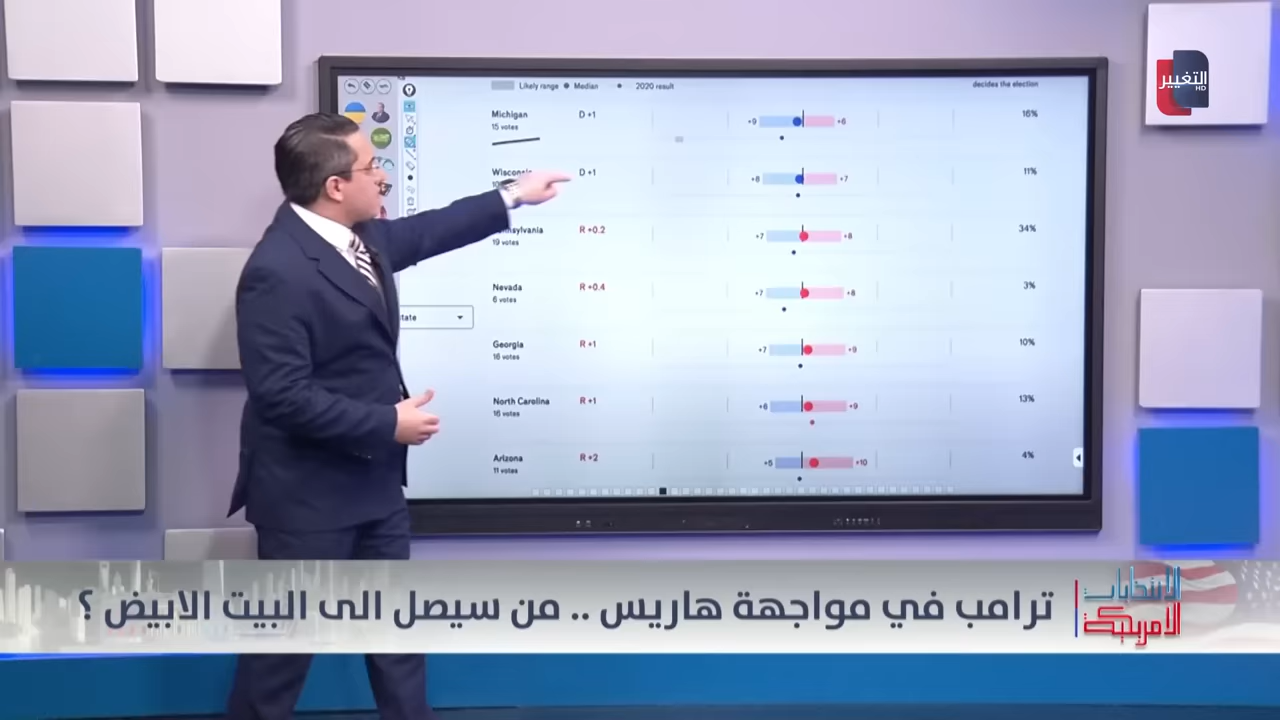 التغيير
HD
Likely range Median 2020 result decides the election
Michigan D +1 +9 +6 16%
15 votes
D +1 +8 +7 11%
R +0.2 +7 +8 34%
19 votes
Nevada R +0.4 +7 +8 3%
6 votes
Georgia R +1 +7 +9 10%
16 votes
North Carolina R +1 +6 +9 13%
16 votes
Arizona R +2 +5 +10 4%
11 votes
الانتخابات
الامريكية
ترامب في مواجهة هاريس .. من سيصل الى البيت الابيض ؟